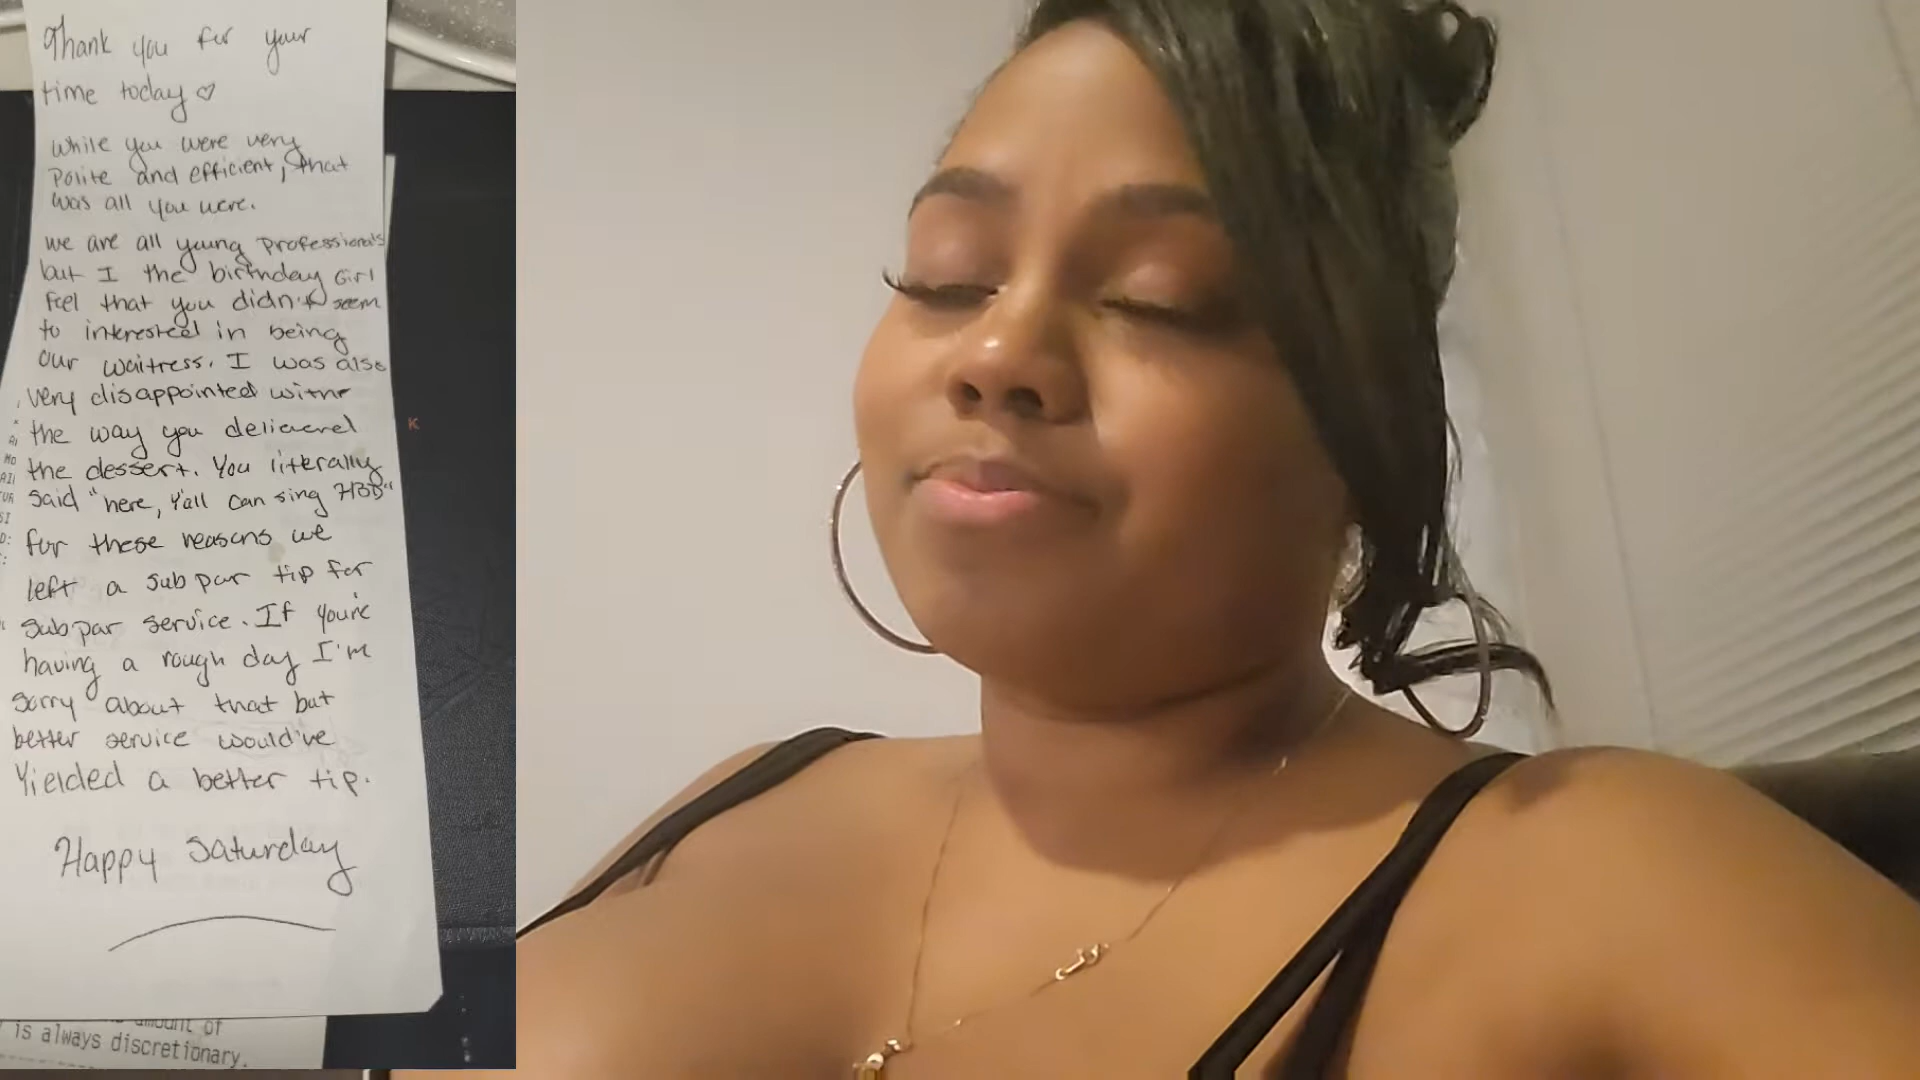 Thank you for your
time today ♡
While you were very
Polite and efficient, that
was all you were.
we are all young professionals
but I the birthday Girl
feel that you didn't seem
to interested in being
our waitress. I was also
very disappointed with
the way you delievered
the dessert. You literally
said "here, Y'all can sing HBD"
for these reasons we
left a sub par tip for
subpar service. If you're
having a rough day I'm
sorry about that but
better service would've
Yielded a better tip.
Happy Saturday
amount of
is always discretionary.
K